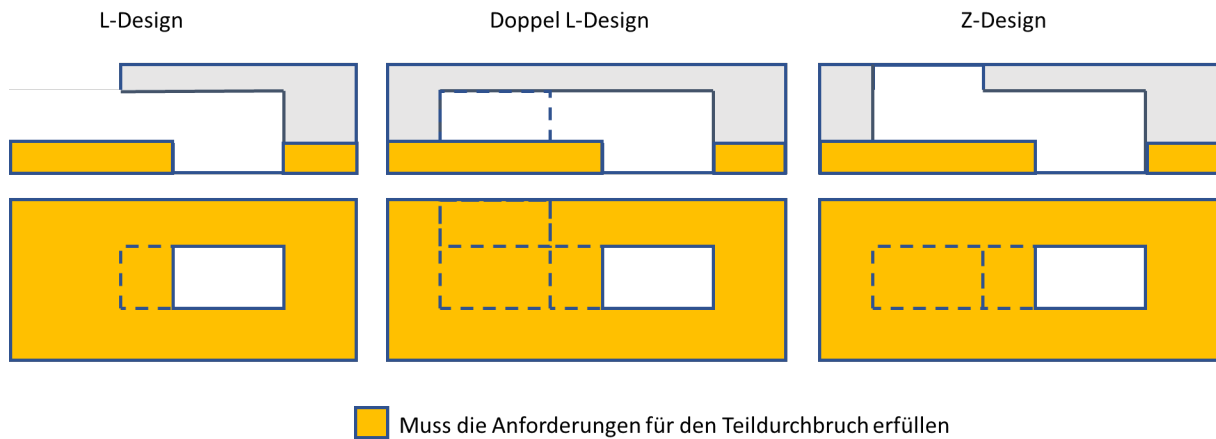 L-Design
Doppel L-Design
Z-Design
Muss die Anforderungen für den Teildurchbruch erfüllen